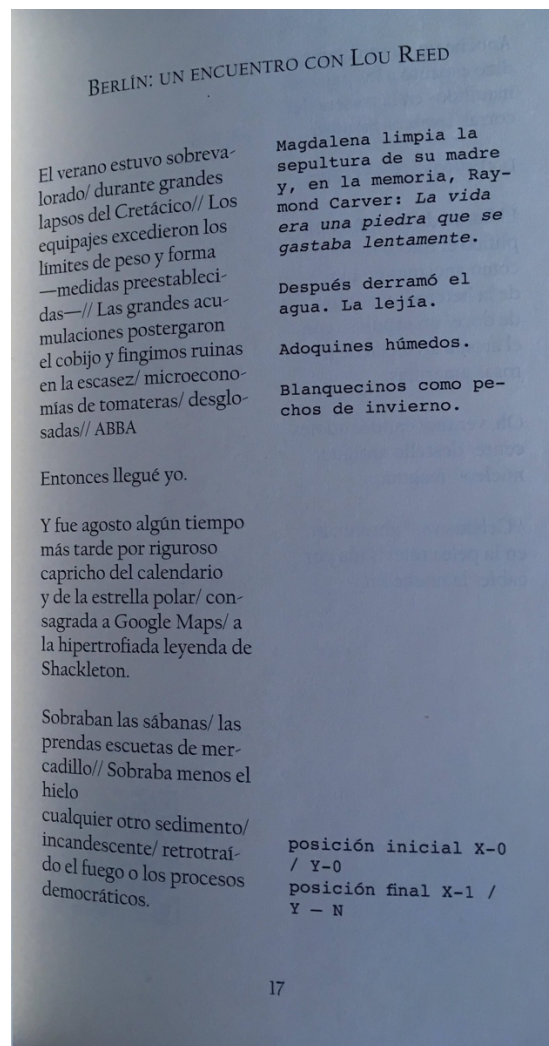 BERLÍN: UN ENCUENTRO CON LOU REED
El verano estuvo sobreva-
lorado/ durante grandes
lapsos del Cretácico// Los
equipajes excedieron los
límites de peso y forma
—medidas preestableci-
das—// Las grandes acu-
mulaciones postergaron
el cobijo y fingimos ruinas
en la escasez/ microecono-
mías de tomateras/ desglo-
sadas// ABBA
Entonces llegué yo.
Y fue agosto algún tiempo
más tarde por riguroso
capricho del calendario
y de la estrella polar/ con-
sagrada a Google Maps/ a
la hipertrofiada leyenda de
Shackleton.
Sobraban las sábanas/ las
prendas escuetas de mer-
cadillo// Sobraba menos el
hielo
cualquier otro sedimento/
incandescente/ retrotraí-
do el fuego o los procesos
democráticos.
Magdalena limpia la
sepultura de su madre
y, en la memoria, Ray-
mond Carver: La vida
era una piedra que se
gastaba lentamente.
Después derramó el
agua. La lejía.
Adoquines húmedos.
Blanquecinos como pe-
chos de invierno.
posición inicial X-0
/ Y-0
posición final X-1 /
Y – N
17